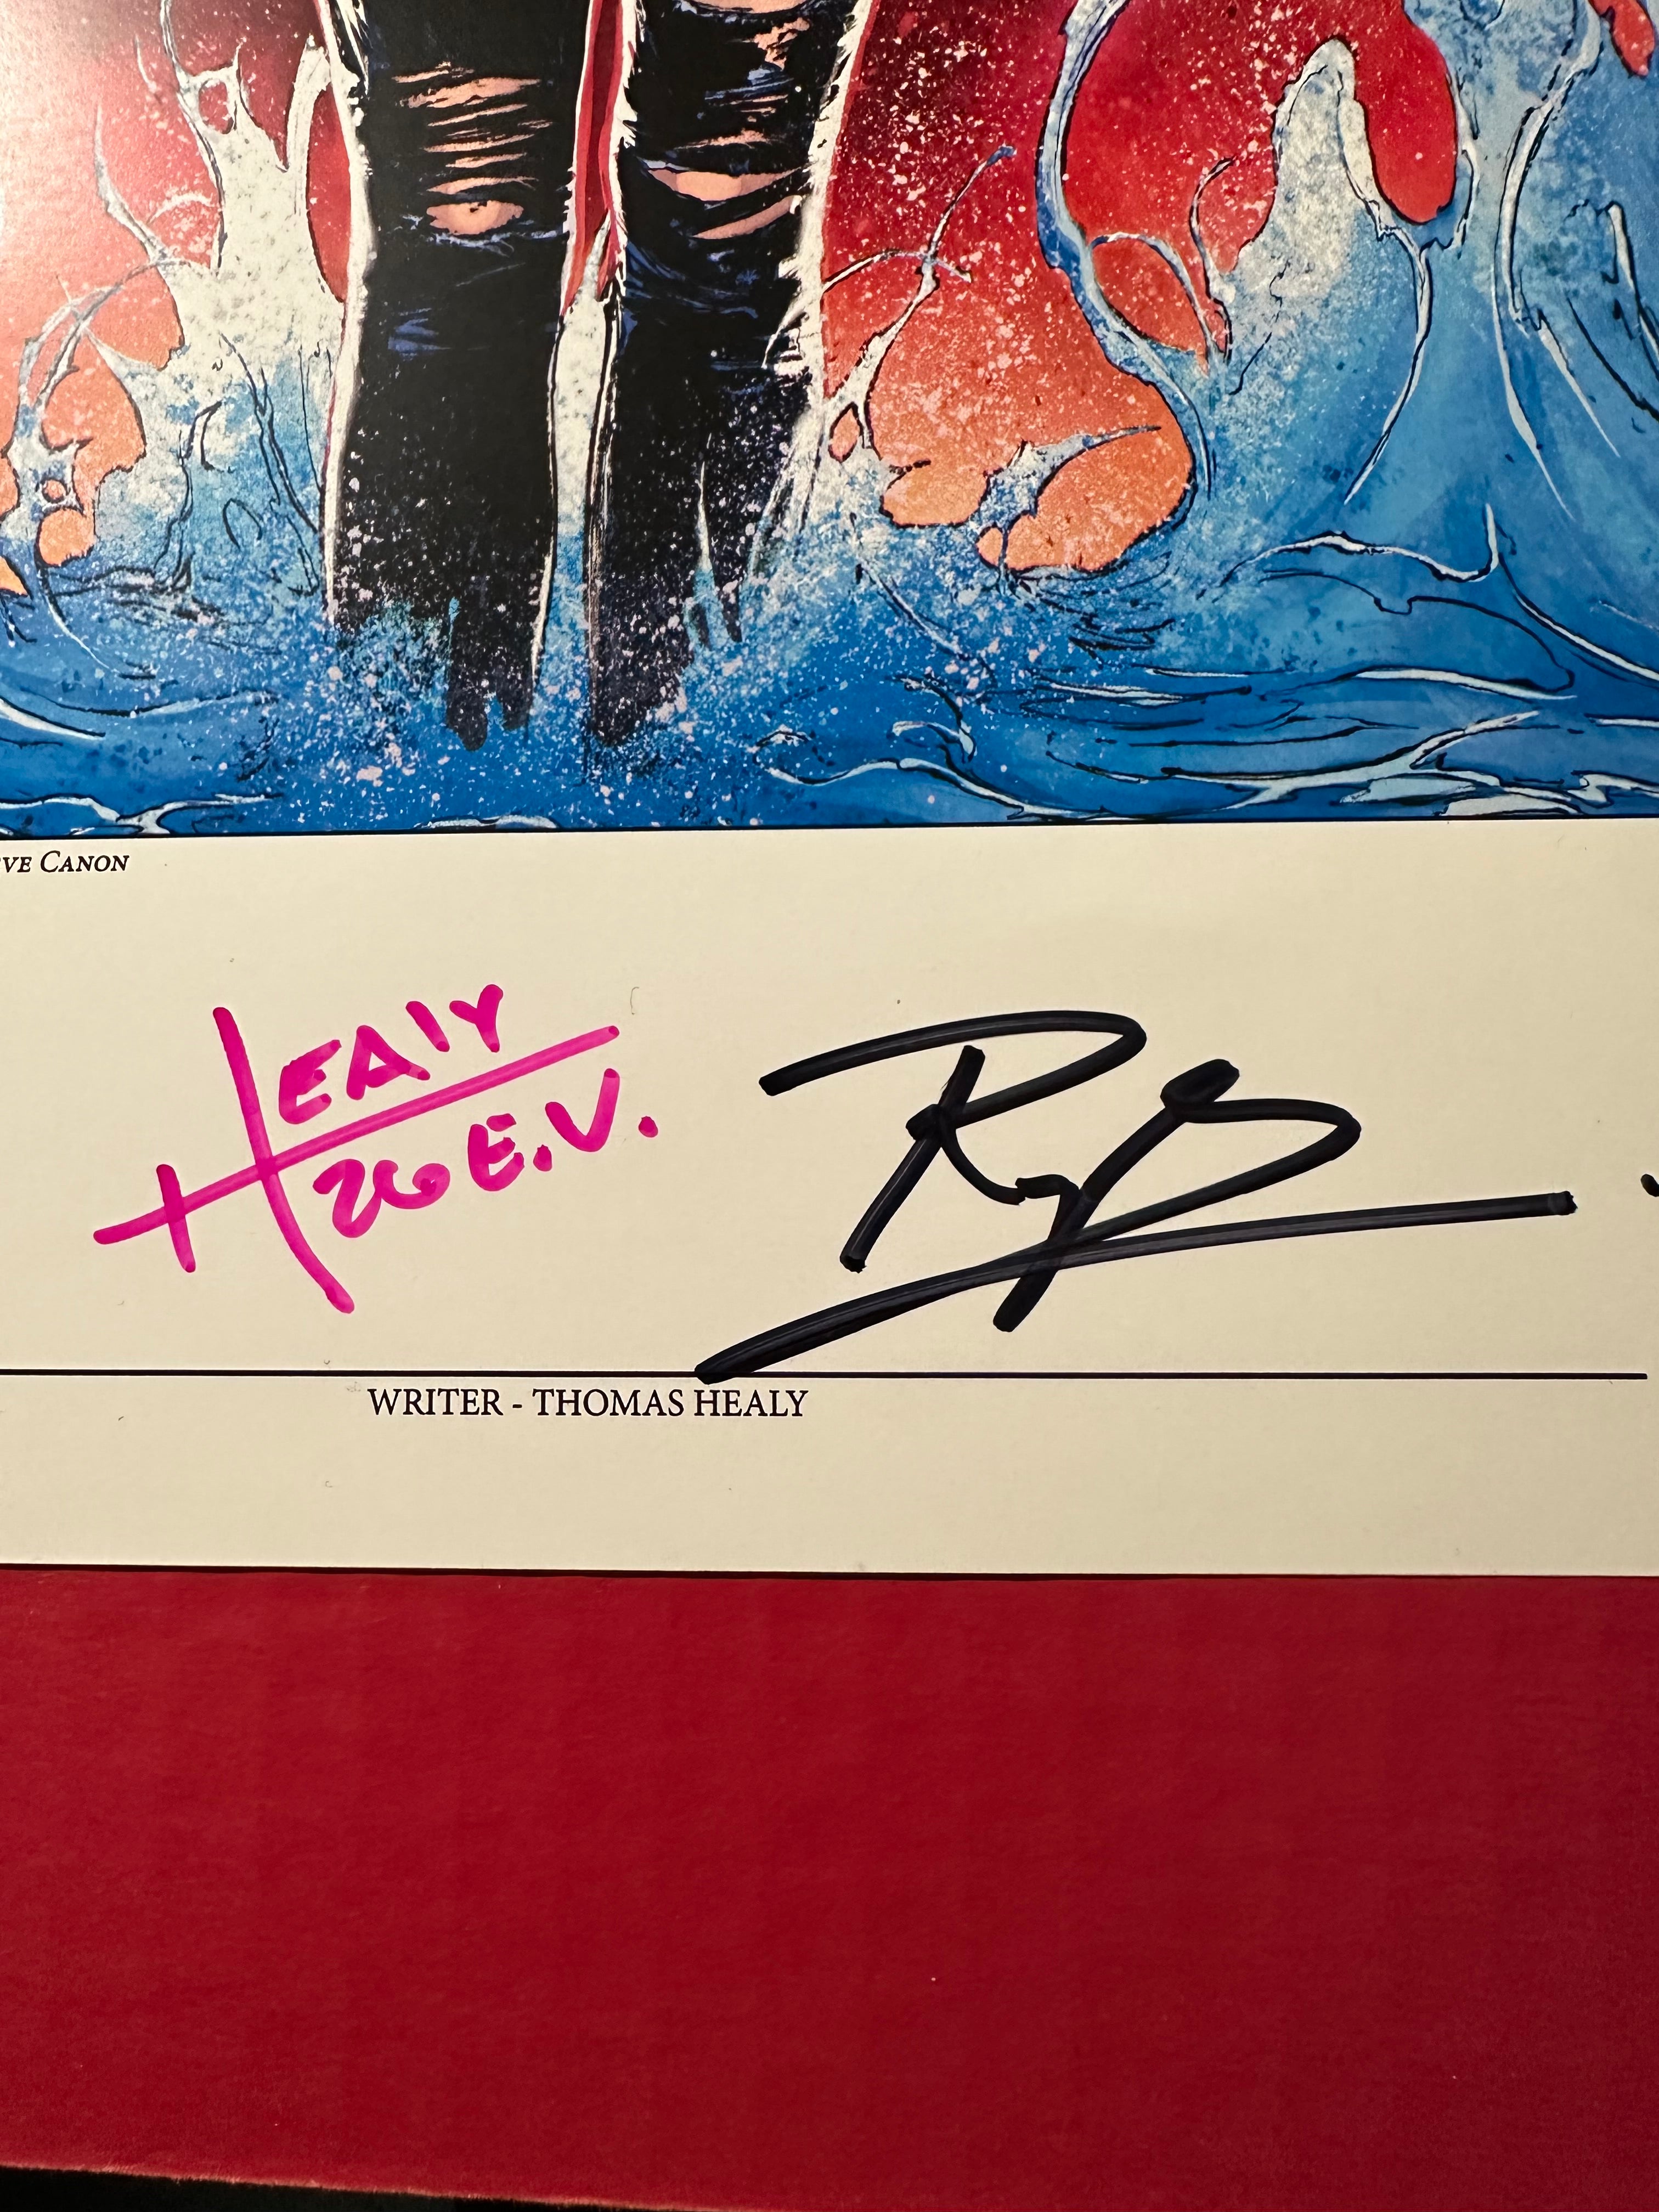 VE CANON
HEALY
26 E.V.
WRITER - THOMAS HEALY